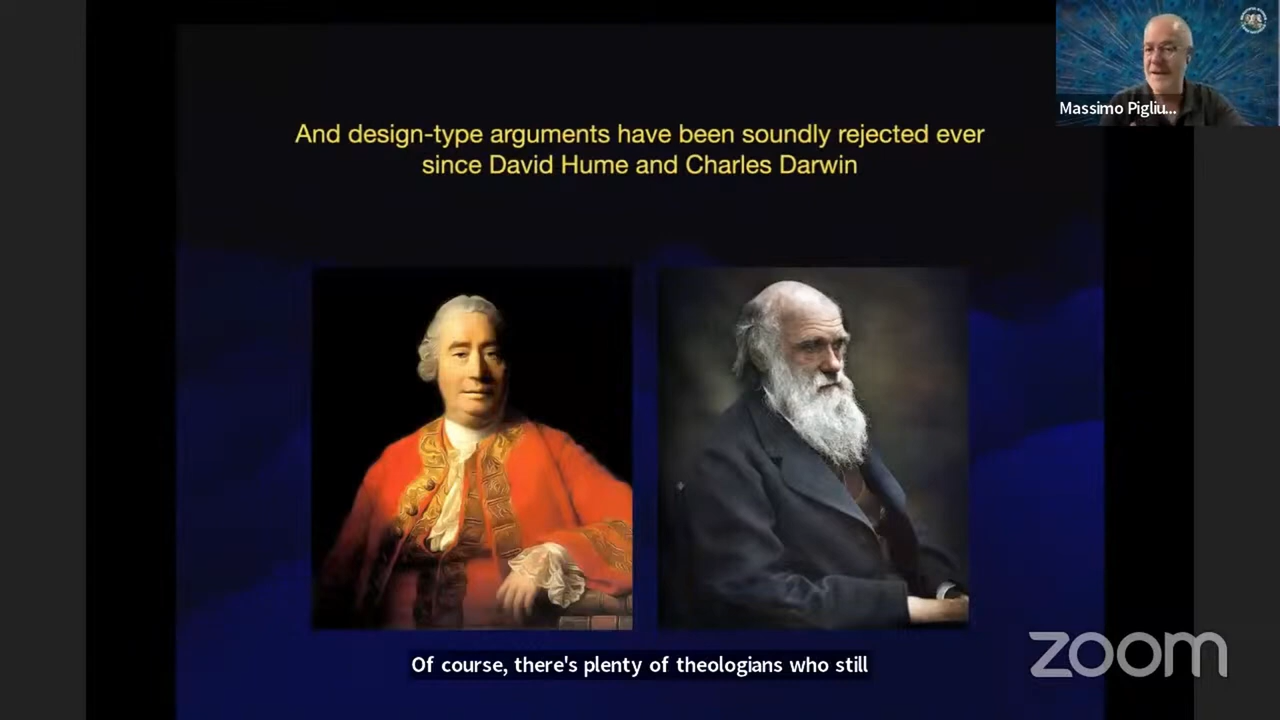 Massimo Pigliu...
And design-type arguments have been soundly rejected ever
since David Hume and Charles Darwin
Of course, there's plenty of theologians who still
zoom